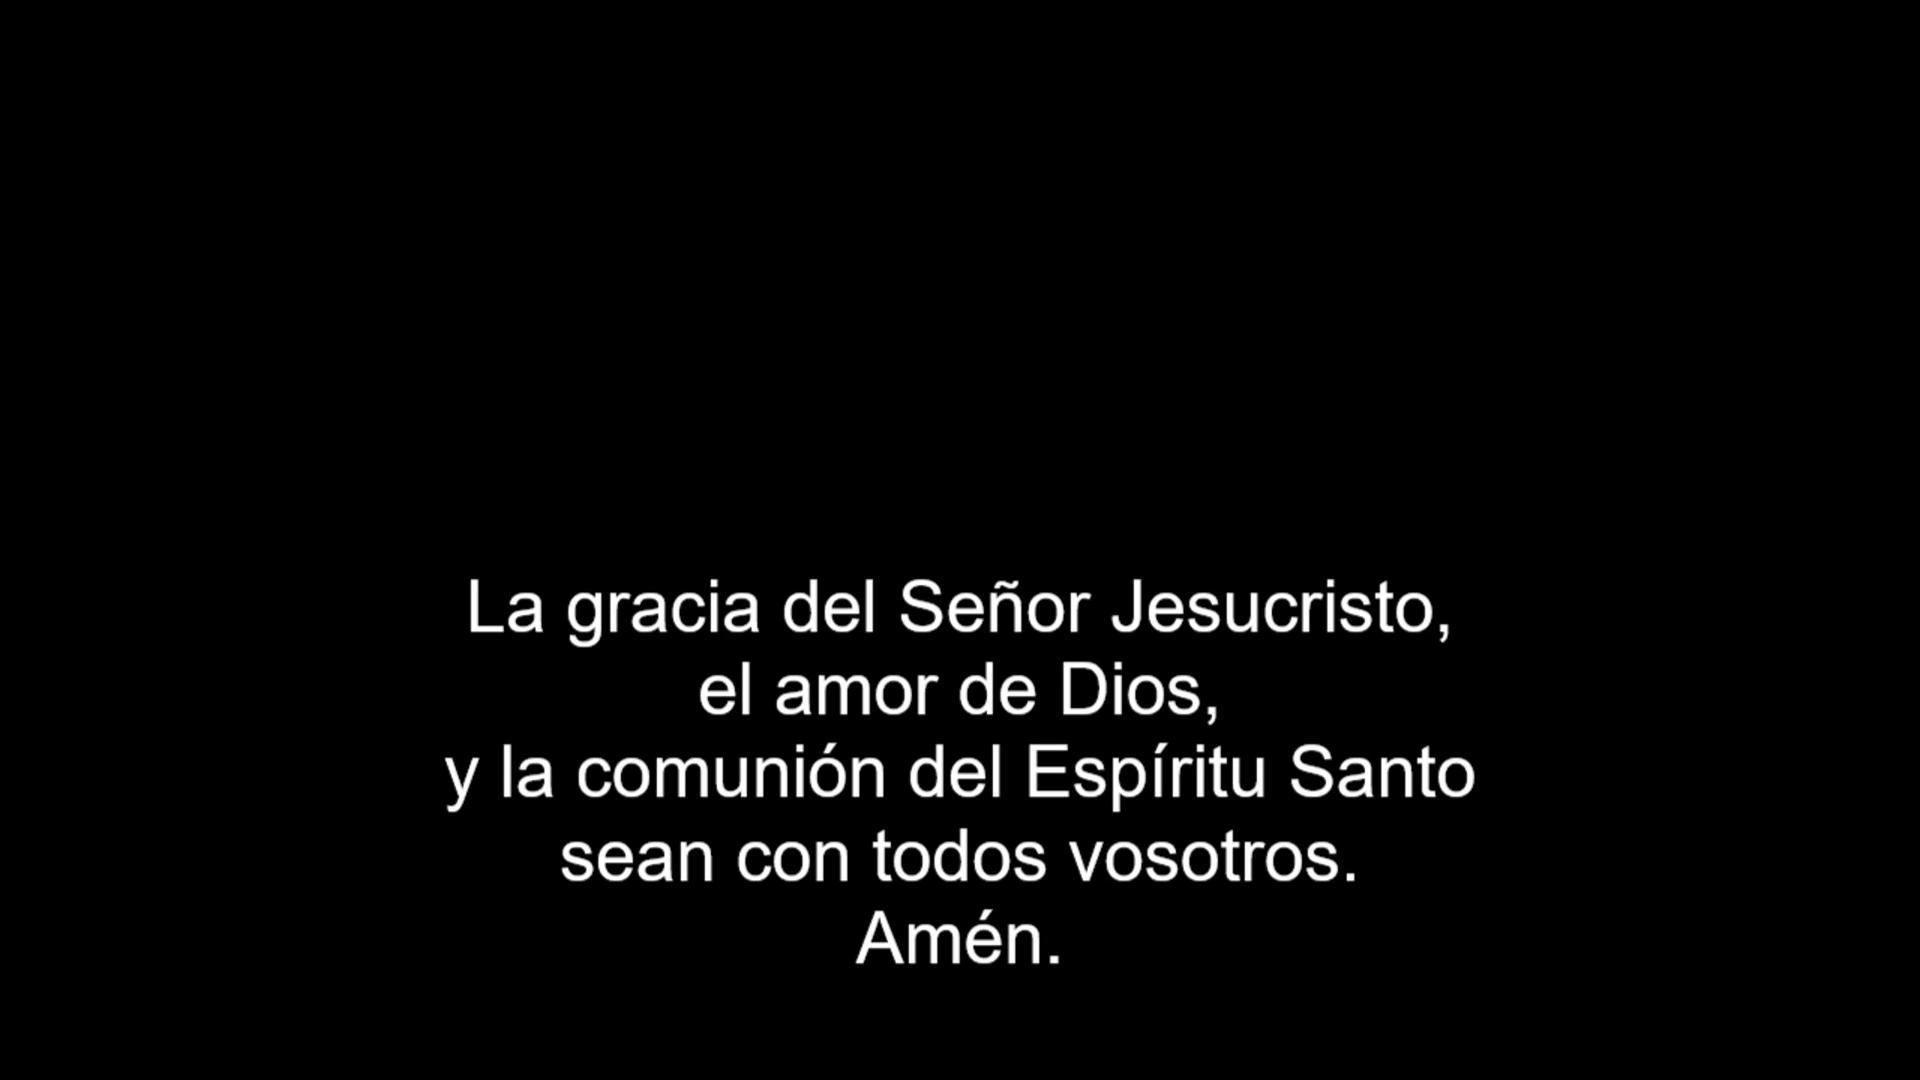 La gracia del Señor Jesucristo,
el amor de Dios,
y la comunión del Espíritu Santo
sean con todos vosotros.
Amén.